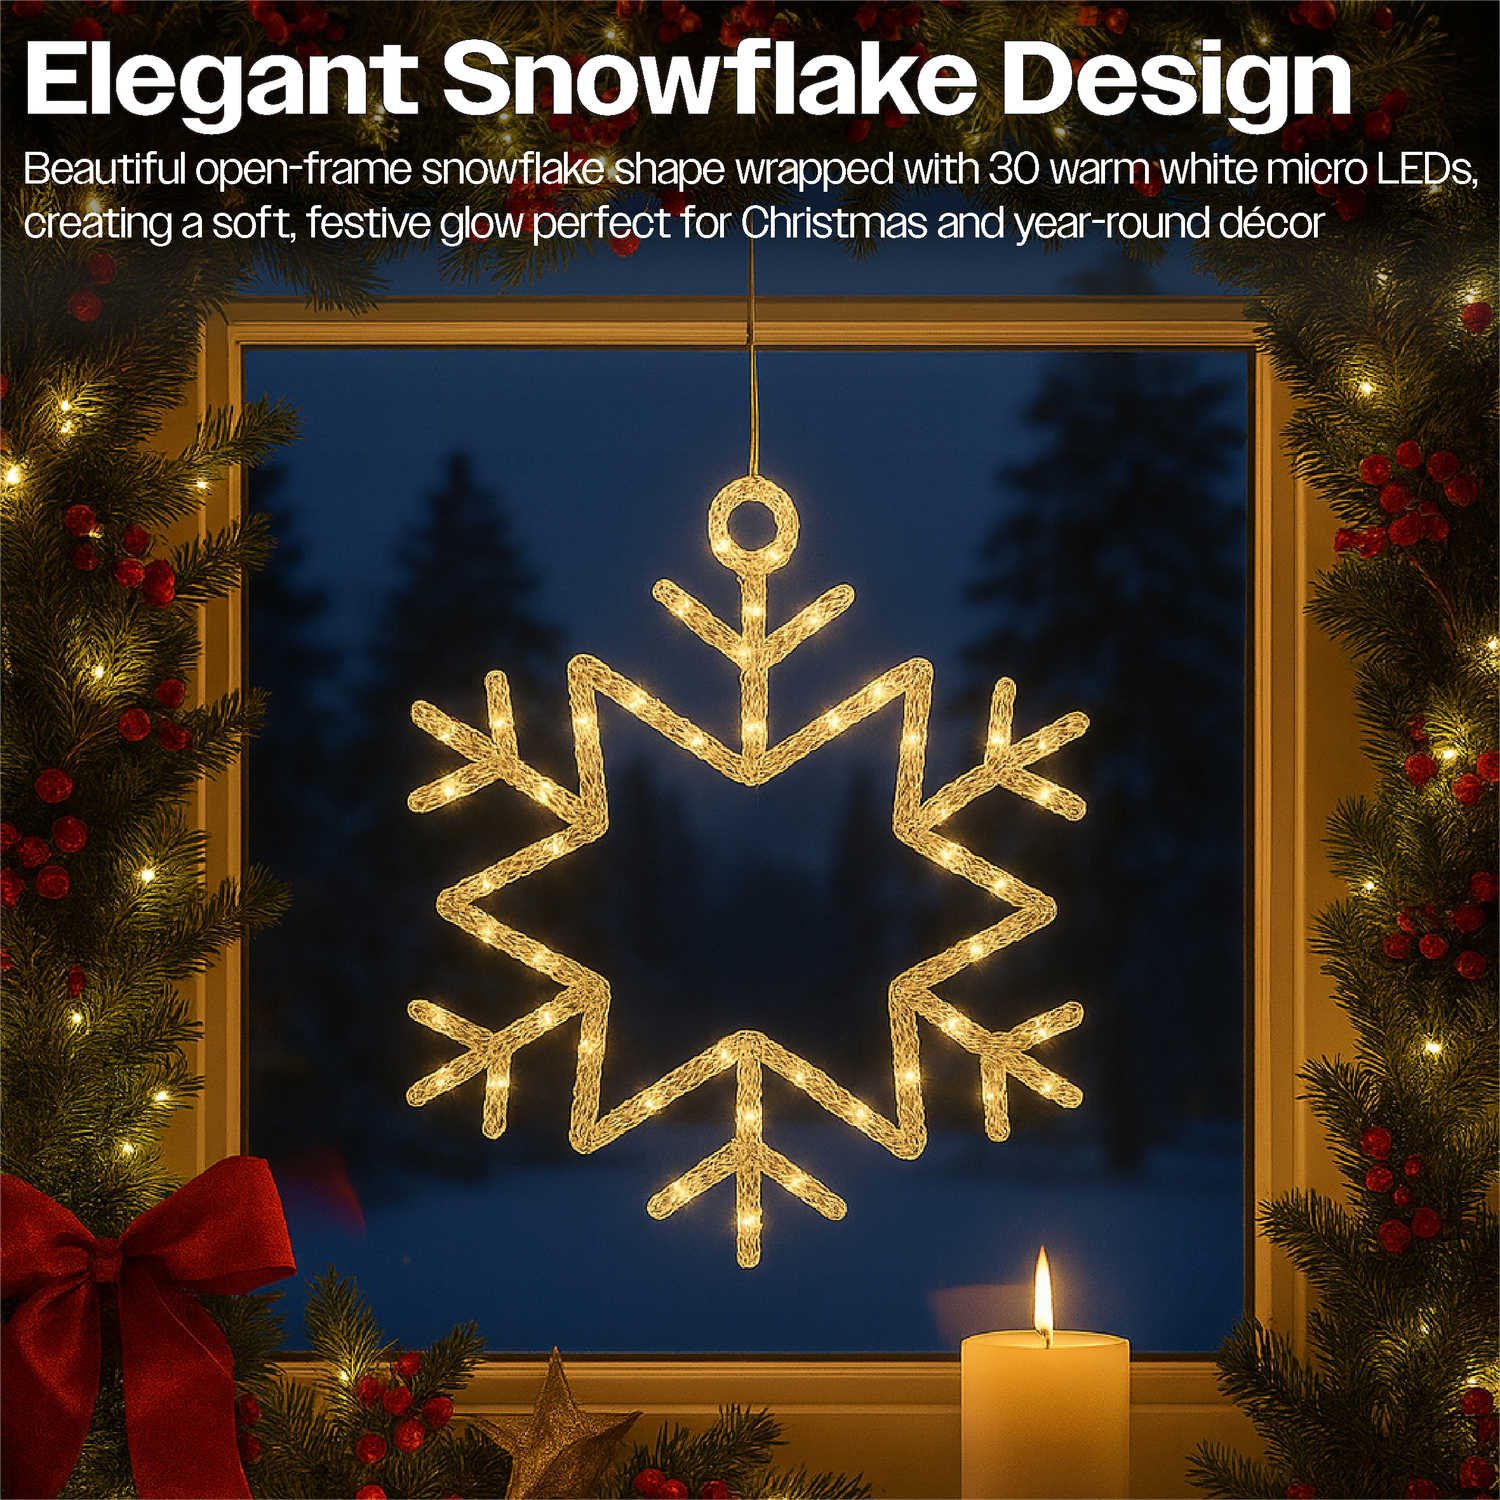 Elegant Snowflake Design
Beautiful open-frame snowflake shape wrapped with 30 warm white micro LEDs,
creating a soft, festive glow perfect for Christmas and year-round décor